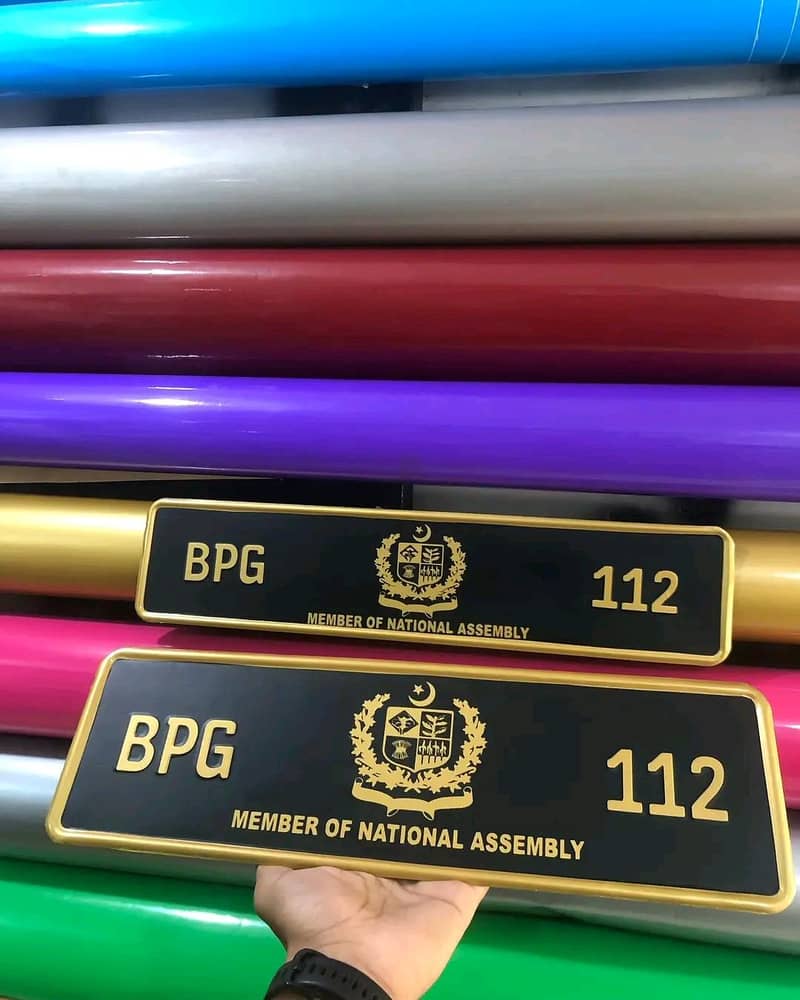 BPG 112
MEMBER OF NATIONAL ASSEMBLY
BPG 112
MEMBER OF NATIONAL ASSEMBLY